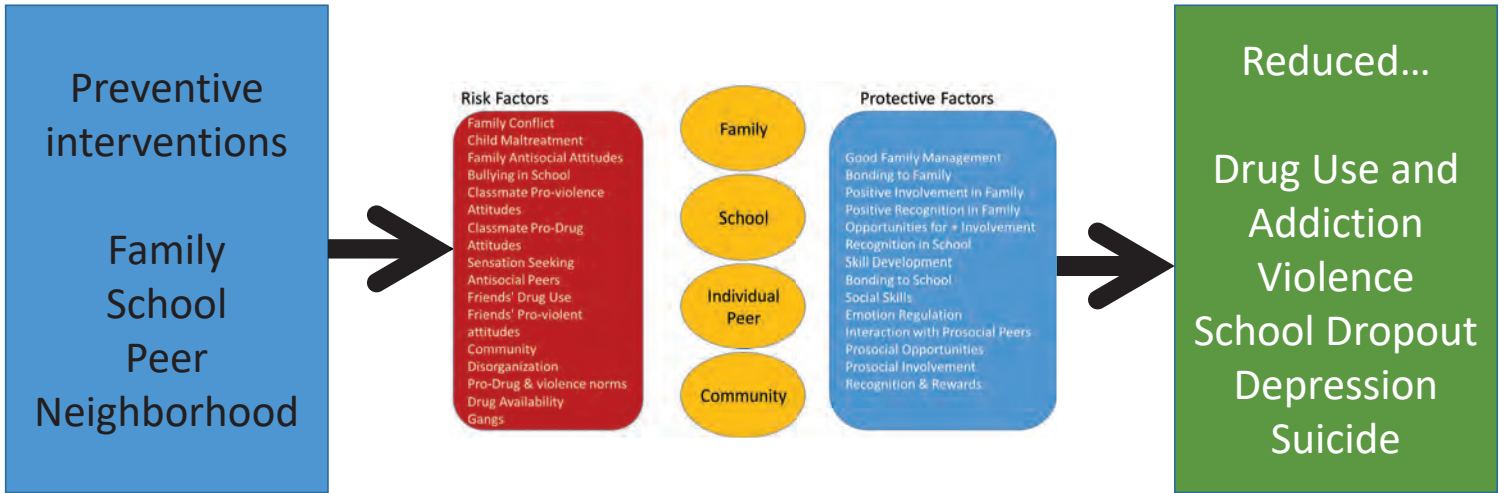 Preventive
interventions
Family
School
Peer
Neighborhood
Risk Factors
Family Conflict
Child Maltreatment
Family Antisocial Attitudes
Bullying in School
Classmate Pro-violence
Attitudes
Classmate Pro-Drug
Attitudes
Sensation Seeking
Antisocial Peers
Friends' Drug Use
Friends' Pro-violent
attitudes
Community
Disorganization
Pro-Drug & violence norms
Drug Availability
Gangs
Family
School
Individual
Peer
Community
Protective Factors
Good Family Management
Bonding to Family
Positive Involvement in Family
Positive Recognition in Family
Opportunities for + Involvement
Recognition in School
Skill Development
Bonding to School
Social Skills
Emotion Regulation
Interaction with Prosocial Peers
Prosocial Opportunities
Prosocial Involvement
Recognition & Rewards
Reduced...
Drug Use and
Addiction
Violence
School Dropout
Depression
Suicide